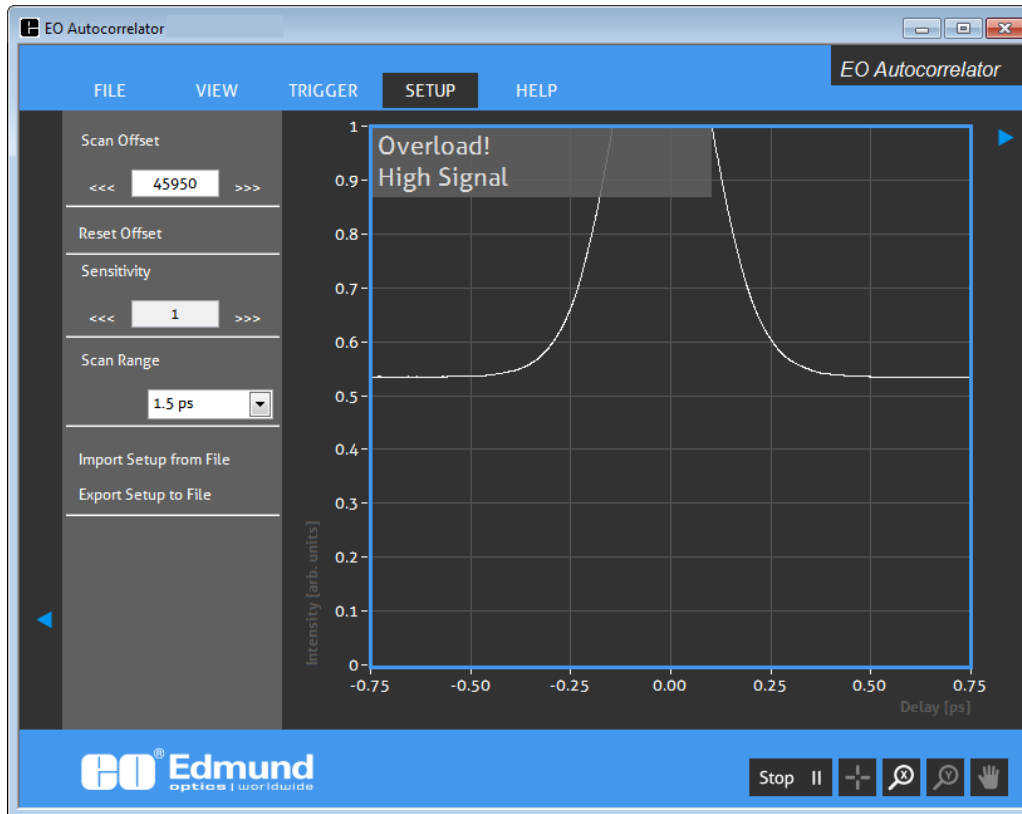 EO Autocorrelator
EO Autocorrelator
FILE VIEW TRIGGER SETUP HELP
Scan Offset
<<< 45950 >>>
Reset Offset
Sensitivity
<<< 1 >>>
Scan Range
1.5 ps
Import Setup from File
Export Setup to File
Overload!
High Signal
1
0.9
0.8
0.7
0.6
0.5
0.4
0.3
0.2
0.1
0
Intensity [arb. units]
-0.75 -0.50 -0.25 0.00 0.25 0.50 0.75
Delay [ps]
EO® Edmund
optics | worldwide
Stop
X
Y